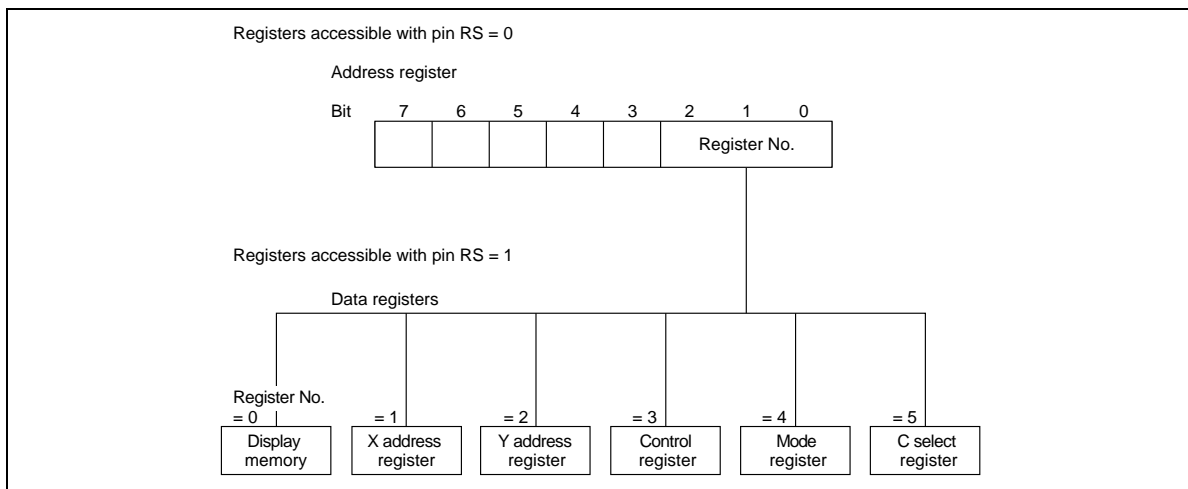 Registers accessible with pin RS = 0
Address register
Bit 7 6 5 4 3 2 1 0
Register No.
Registers accessible with pin RS = 1
Data registers
Register No.
= 0 = 1 = 2 = 3 = 4 = 5
Display memory
X address register
Y address register
Control register
Mode register
C select register